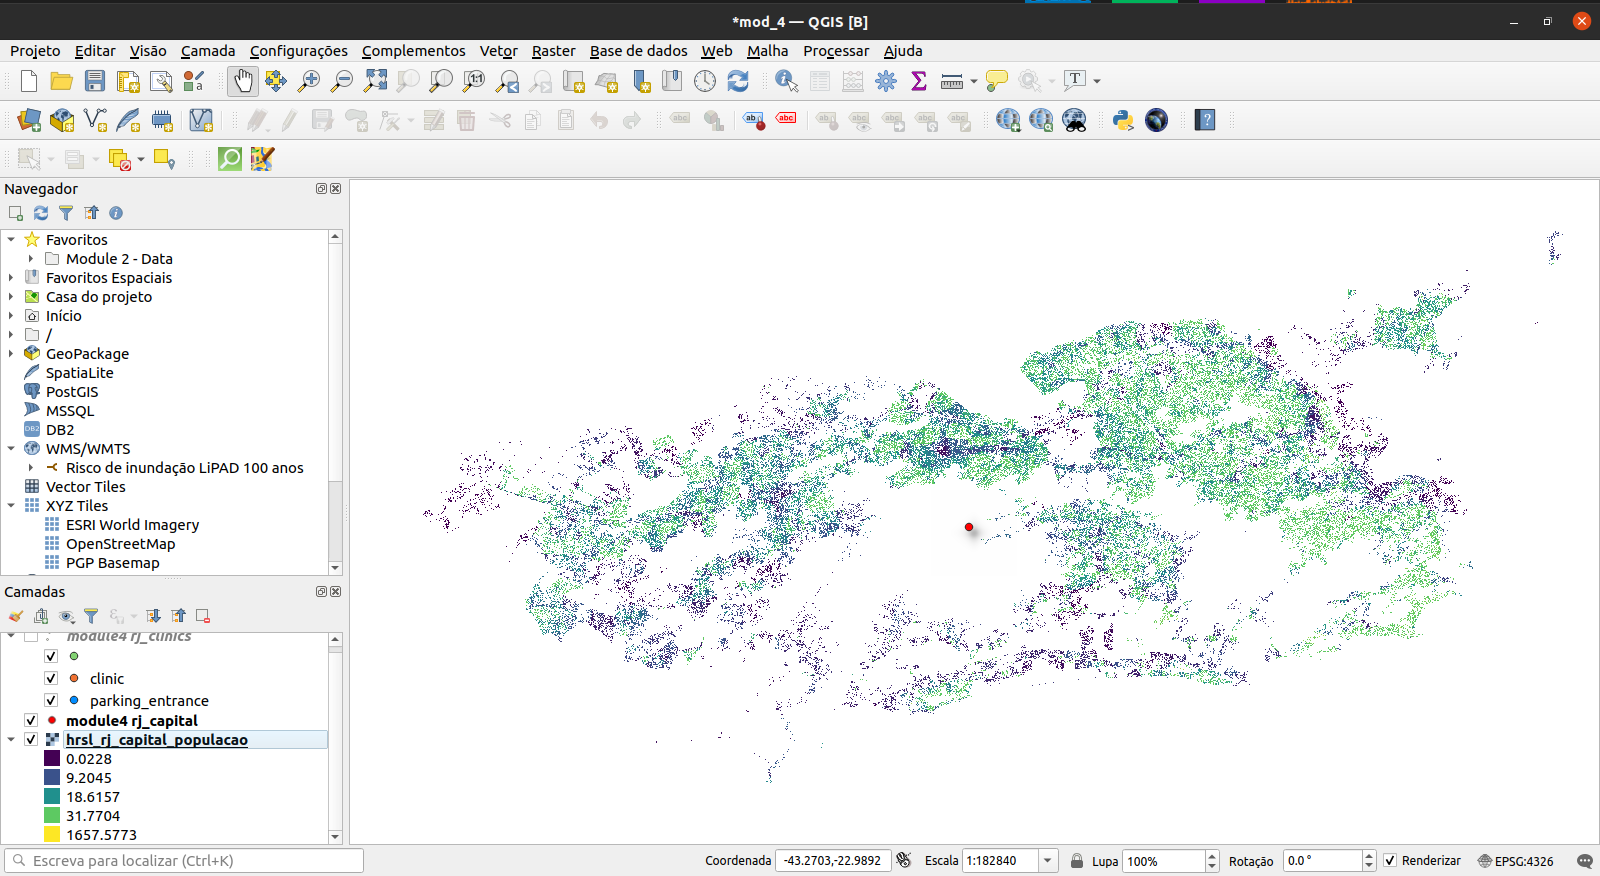 *mod_4 — QGIS [B]
Projeto Editar Visão Camada Configurações Complementos Vetor Raster Base de dados Web Malha Processar Ajuda
Navegador
Favoritos
Module 2 - Data
Favoritos Espaciais
Casa do projeto
Início
/
GeoPackage
SpatiaLite
PostGIS
MSSQL
DB2
WMS/WMTS
Risco de inundação LiPAD 100 anos
Vector Tiles
XYZ Tiles
ESRI World Imagery
OpenStreetMap
PGP Basemap
Camadas
module4 rj_clinics
clinic
parking_entrance
module4 rj_capital
hrsl_rj_capital_populacao
0.0228
9.2045
18.6157
31.7704
1657.5773
Escreva para localizar (Ctrl+K)
Coordenada -43.2703,-22.9892 Escala 1:182840 Lupa 100% Rotação 0.0 ° Renderizar EPSG:4326